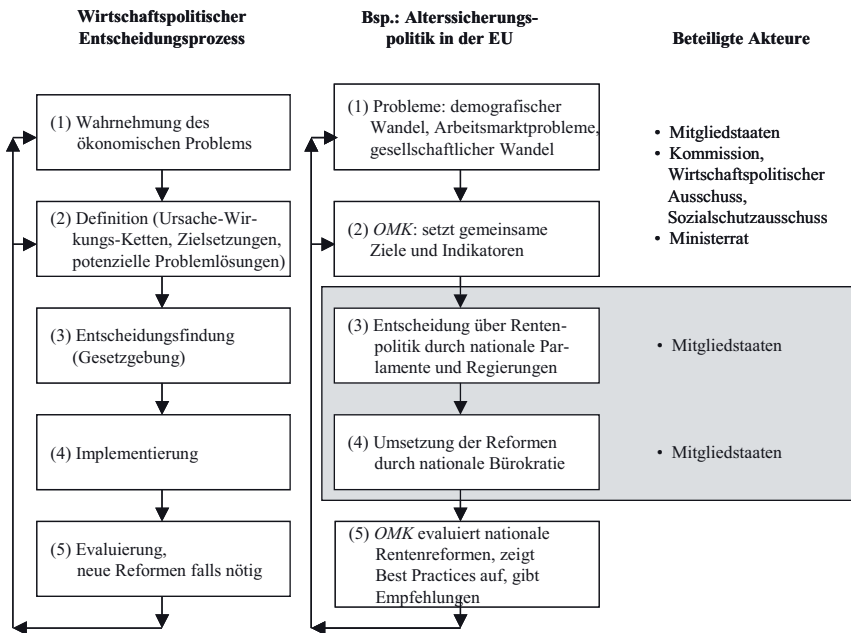 Wirtschaftspolitischer
Entscheidungsprozess
(1) Wahrnehmung des
ökonomischen Problems
(2) Definition (Ursache-Wir-
kungs-Ketten, Zielsetzungen,
potenzielle Problemlösungen)
(3) Entscheidungsfindung
(Gesetzgebung)
(4) Implementierung
(5) Evaluierung,
neue Reformen falls nötig
Bsp.: Alterssicherungs-
politik in der EU
(1) Probleme: demografischer
Wandel, Arbeitsmarktprobleme,
gesellschaftlicher Wandel
(2) OMK: setzt gemeinsame
Ziele und Indikatoren
(3) Entscheidung über Renten-
politik durch nationale Par-
lamente und Regierungen
(4) Umsetzung der Reformen
durch nationale Bürokratie
(5) OMK evaluiert nationale
Rentenreformen, zeigt
Best Practices auf, gibt
Empfehlungen
Beteiligte Akteure
• Mitgliedstaaten
• Kommission,
Wirtschaftspolitischer
Ausschuss,
Sozialschutzausschuss
• Ministerrat
• Mitgliedstaaten
• Mitgliedstaaten